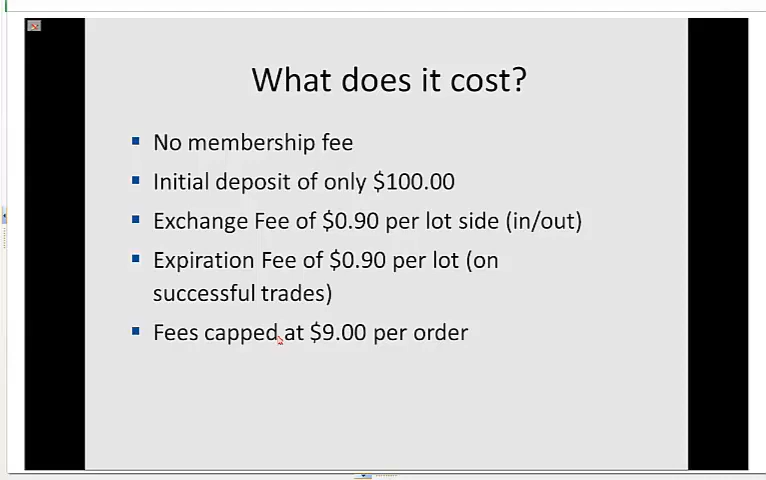 What does it cost?
No membership fee
Initial deposit of only $100.00
Exchange Fee of $0.90 per lot side (in/out)
Expiration Fee of $0.90 per lot (on
successful trades)
Fees capped at $9.00 per order